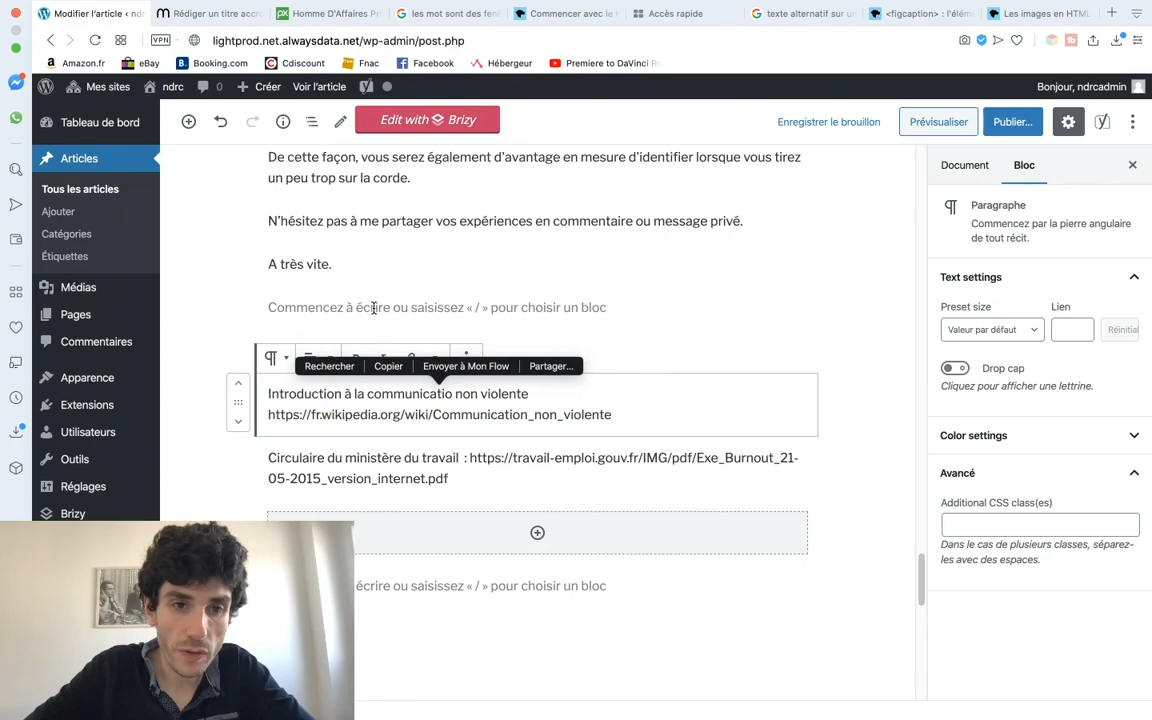 Modifier l'article ‹ ndr
Rédiger un titre accro
Homme D'Affaires Pr
les mot sont des fenê
Commencer avec le H
Accès rapide
texte alternatif sur un
<figcaption> : l'éléme
Les images en HTML
VPN
lightprod.net.alwaysdata.net/wp-admin/post.php
Amazon.fr
eBay
Booking.com
Cdiscount
Fnac
Facebook
Hébergeur
Premiere to DaVinci Re
Mes sites
ndrc
0
Créer
Voir l'article
Bonjour, ndrcadmin
Tableau de bord
Articles
Tous les articles
Ajouter
Catégories
Étiquettes
Médias
Pages
Commentaires
Apparence
Extensions
Utilisateurs
Outils
Réglages
Brizy
Edit with Brizy
Enregistrer le brouillon
Prévisualiser
Publier...
De cette façon, vous serez également d'avantage en mesure d'identifier lorsque vous tirez
un peu trop sur la corde.
N'hésitez pas à me partager vos expériences en commentaire ou message privé.
A très vite.
Commencez à écrire ou saisissez « / » pour choisir un bloc
Rechercher
Copier
Envoyer à Mon Flow
Partager...
Introduction à la communicatio non violente
https://fr.wikipedia.org/wiki/Communication_non_violente
Circulaire du ministère du travail : https://travail-emploi.gouv.fr/IMG/pdf/Exe_Burnout_21-
05-2015_version_internet.pdf
écrire ou saisissez « / » pour choisir un bloc
Document
Bloc
Paragraphe
Commencez par la pierre angulaire
de tout récit.
Text settings
Preset size
Lien
Valeur par défaut
Réinitial
Drop cap
Cliquez pour afficher une lettrine.
Color settings
Avancé
Additional CSS class(es)
Dans le cas de plusieurs classes, séparez-
les avec des espaces.